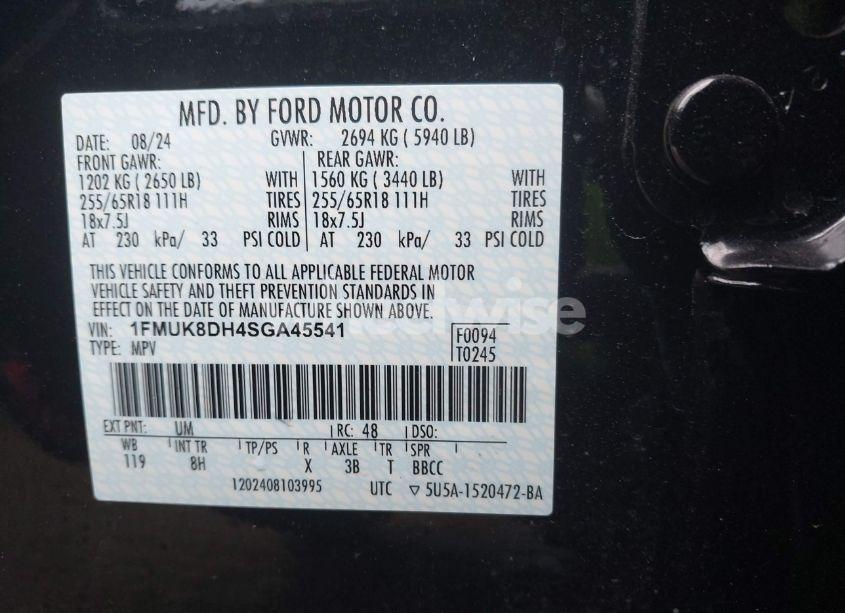 MFD. BY FORD MOTOR CO.
DATE: 08/24 GVWR: 2694 KG ( 5940 LB)
FRONT GAWR: REAR GAWR:
1202 KG ( 2650 LB) WITH 1560 KG ( 3440 LB) WITH
255/65R18 111H TIRES 255/65R18 111H TIRES
18x7.5J RIMS 18x7.5J RIMS
AT 230 kPa/ 33 PSI COLD AT 230 kPa/ 33 PSI COLD
THIS VEHICLE CONFORMS TO ALL APPLICABLE FEDERAL MOTOR
VEHICLE SAFETY AND THEFT PREVENTION STANDARDS IN
EFFECT ON THE DATE OF MANUFACTURE SHOWN ABOVE.
VIN: 1FMUK8DH4SGA45541 F0094
TYPE: MPV T0245
EXT PNT: UM RC: 48 DSO:
WB INT TR TP/PS R AXLE TR SPR
119 8H X 3B T BBCC
1202408103995 UTC ▽ 5U5A-1520472-BA